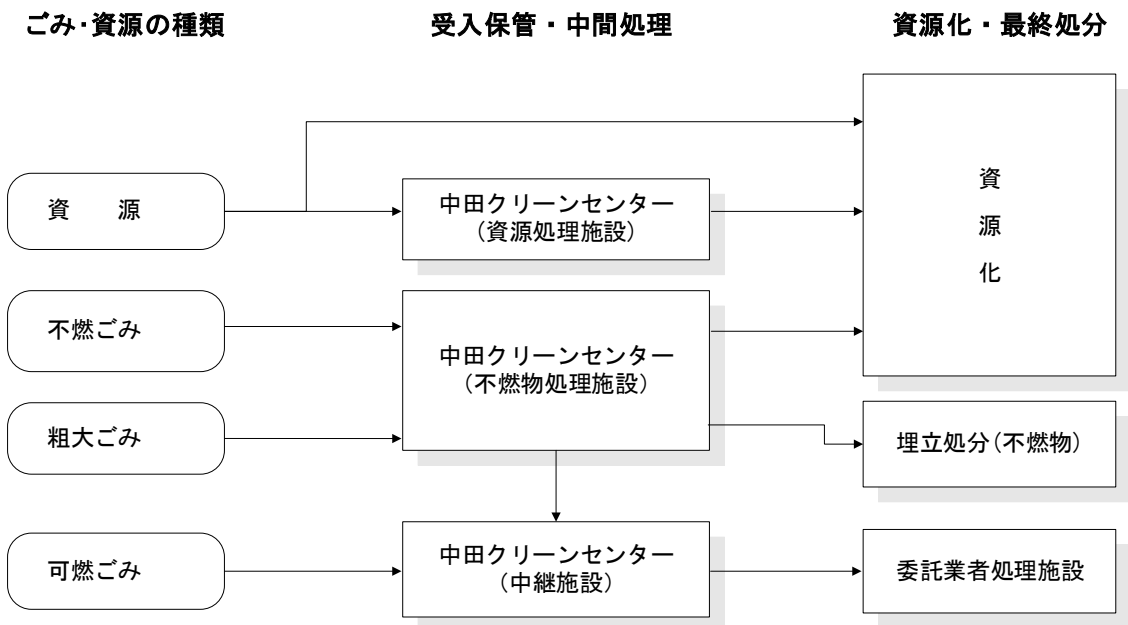 ごみ・資源の種類
受入保管・中間処理
資源化・最終処分
資　源
中田クリーンセンター
（資源処理施設）
資
源
化
不燃ごみ
中田クリーンセンター
（不燃物処理施設）
粗大ごみ
埋立処分（不燃物）
可燃ごみ
中田クリーンセンター
（中継施設）
委託業者処理施設